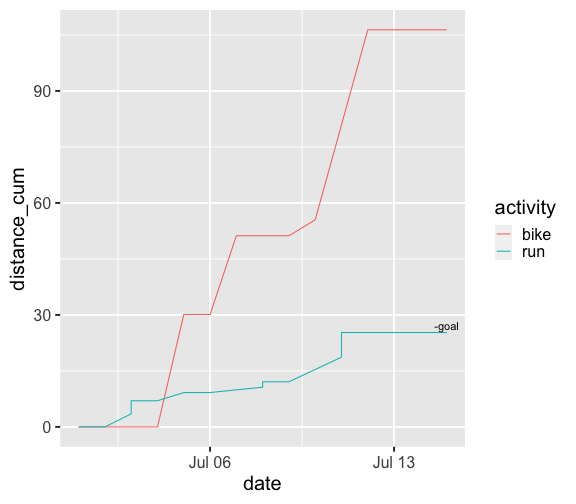 distance_cum
90
60
30
0
-goal
Jul 06
Jul 13
date
activity
bike
run